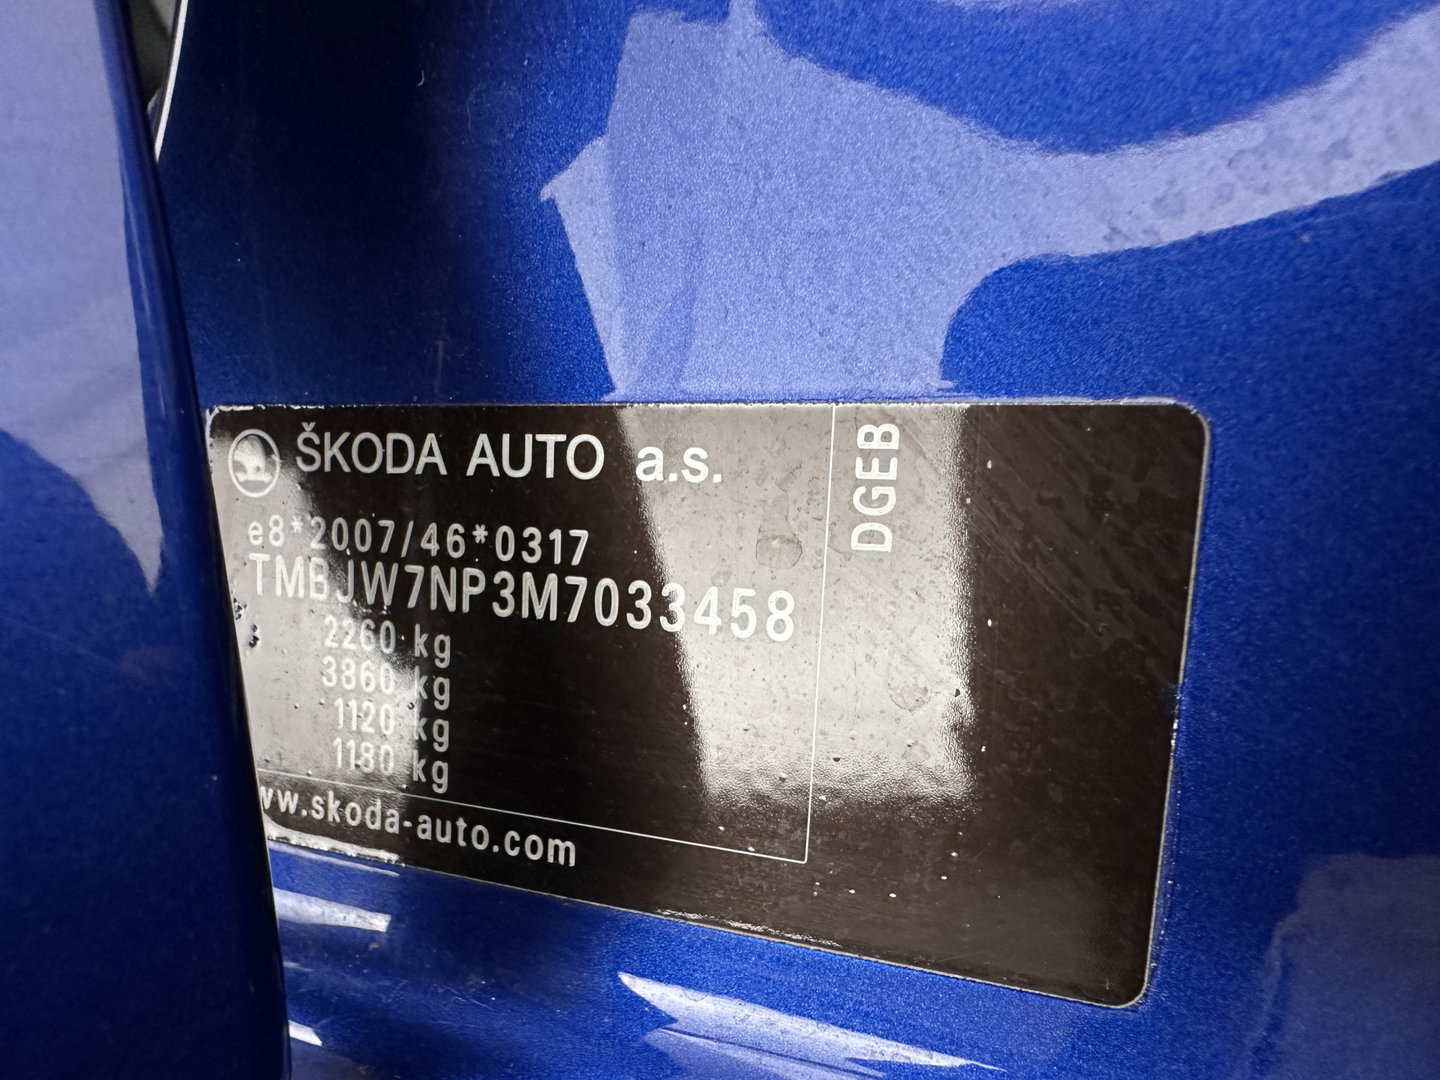 ŠKODA AUTO a.s.
e8*2007/46*0317
TMBJW7NP3M7033458
2260 kg
3860 kg
1120 kg
1180 kg
www.skoda-auto.com
DGEB